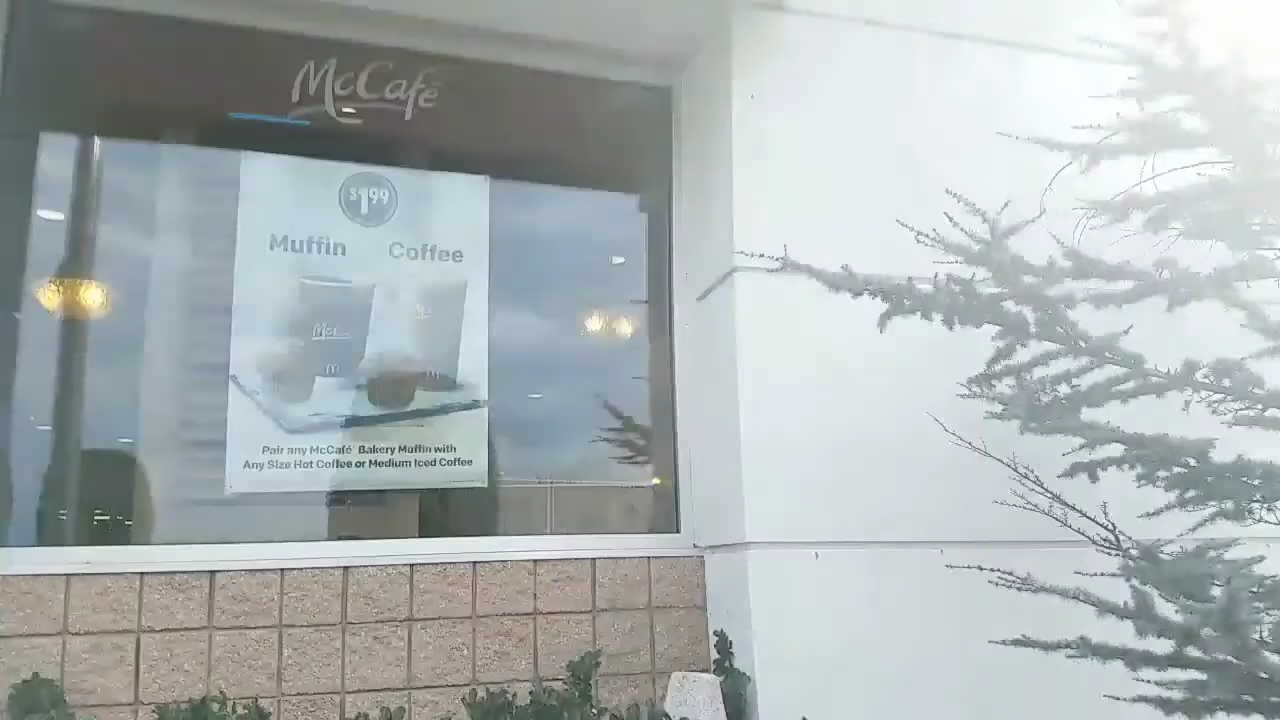 McCafé
$1.99
Muffin Coffee
Pair any McCafé® Bakery Muffin with
Any Size Hot Coffee or Medium Iced Coffee